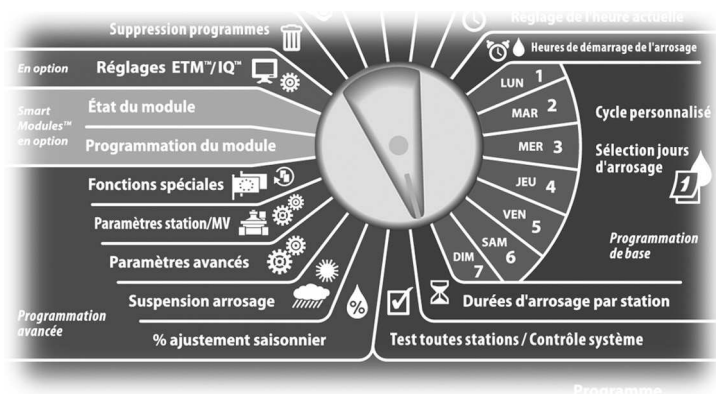 Suppression programmes
Réglage de l'heure actuelle
Heures de démarrage de l'arrosage
En option
Réglages ETM™/IQ™
LUN 1
Smart
Modules™
en option
État du module
MAR 2
Cycle personnalisé
Programmation du module
MER 3
Sélection jours
d'arrosage
1
Fonctions spéciales
JEU 4
Paramètres station/MV
VEN 5
Programmation
de base
Paramètres avancés
SAM 6
DIM 7
Suspension arrosage
%
Durées d'arrosage par station
Programmation
avancée
% ajustement saisonnier
Test toutes stations / Contrôle système
Programme